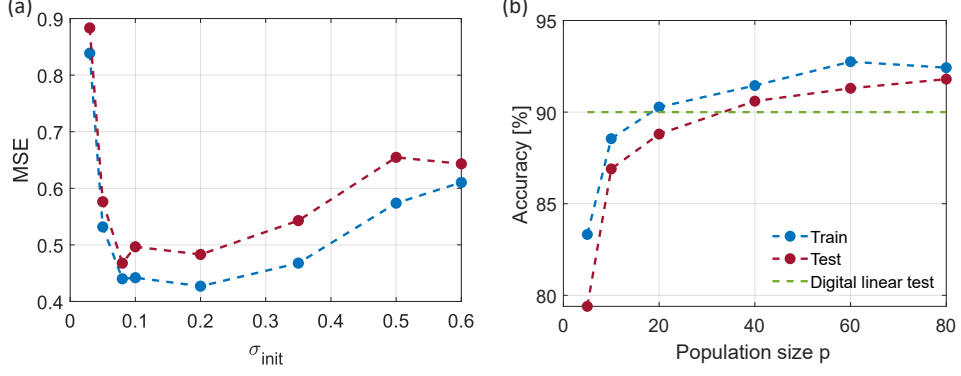 (a)
0.9
0.8
0.7
0.6
0.5
0.4
MSE
0 0.1 0.2 0.3 0.4 0.5 0.6
σinit
(b)
95
90
85
80
Accuracy [%]
Train
Test
Digital linear test
0 20 40 60 80
Population size p